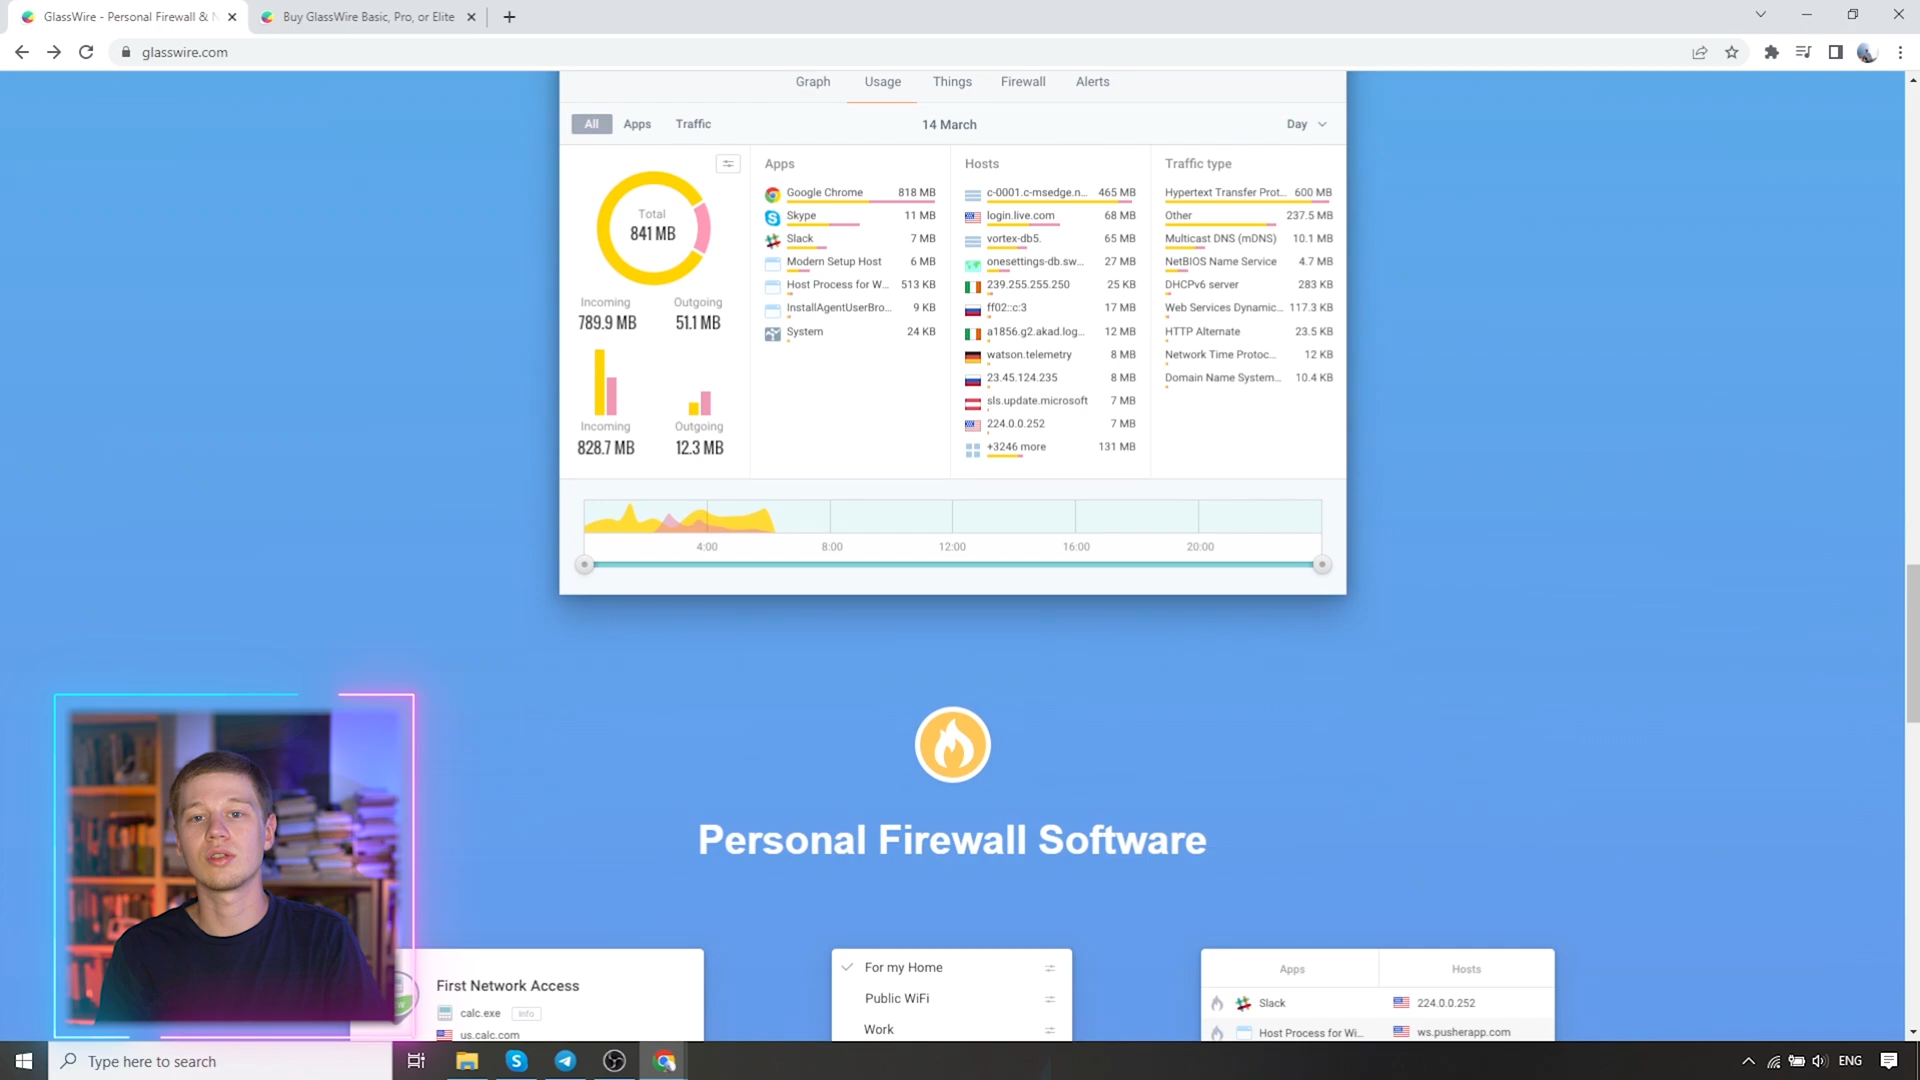 GlassWire - Personal Firewall & N
Buy GlassWire Basic, Pro, or Elite
glasswire.com
Graph Usage Things Firewall Alerts
All Apps Traffic 14 March Day
Total
841 MB
Incoming Outgoing
789.9 MB 51.1 MB
Incoming Outgoing
828.7 MB 12.3 MB
Apps
Google Chrome 818 MB
Skype 11 MB
Slack 7 MB
Modern Setup Host 6 MB
Host Process for W... 513 KB
InstallAgentUserBro... 9 KB
System 24 KB
Hosts
c-0001.c-msedge.n... 465 MB
login.live.com 68 MB
vortex-db5. 65 MB
onesettings-db.sw... 27 MB
239.255.255.250 25 KB
ff02::c:3 17 MB
a1856.g2.akad.log... 12 MB
watson.telemetry 8 MB
23.45.124.235 8 MB
sls.update.microsoft 7 MB
224.0.0.252 7 MB
+3246 more 131 MB
Traffic type
Hypertext Transfer Prot... 600 MB
Other 237.5 MB
Multicast DNS (mDNS) 10.1 MB
NetBIOS Name Service 4.7 MB
DHCPv6 server 283 KB
Web Services Dynamic... 117.3 KB
HTTP Alternate 23.5 KB
Network Time Protoc... 12 KB
Domain Name System... 10.4 KB
4:00 8:00 12:00 16:00 20:00
Personal Firewall Software
First Network Access
calc.exe Info
us.calc.com
For my Home
Public WiFi
Work
Apps Hosts
Slack 224.0.0.252
Host Process for Wi... ws.pusherapp.com
Type here to search
ENG